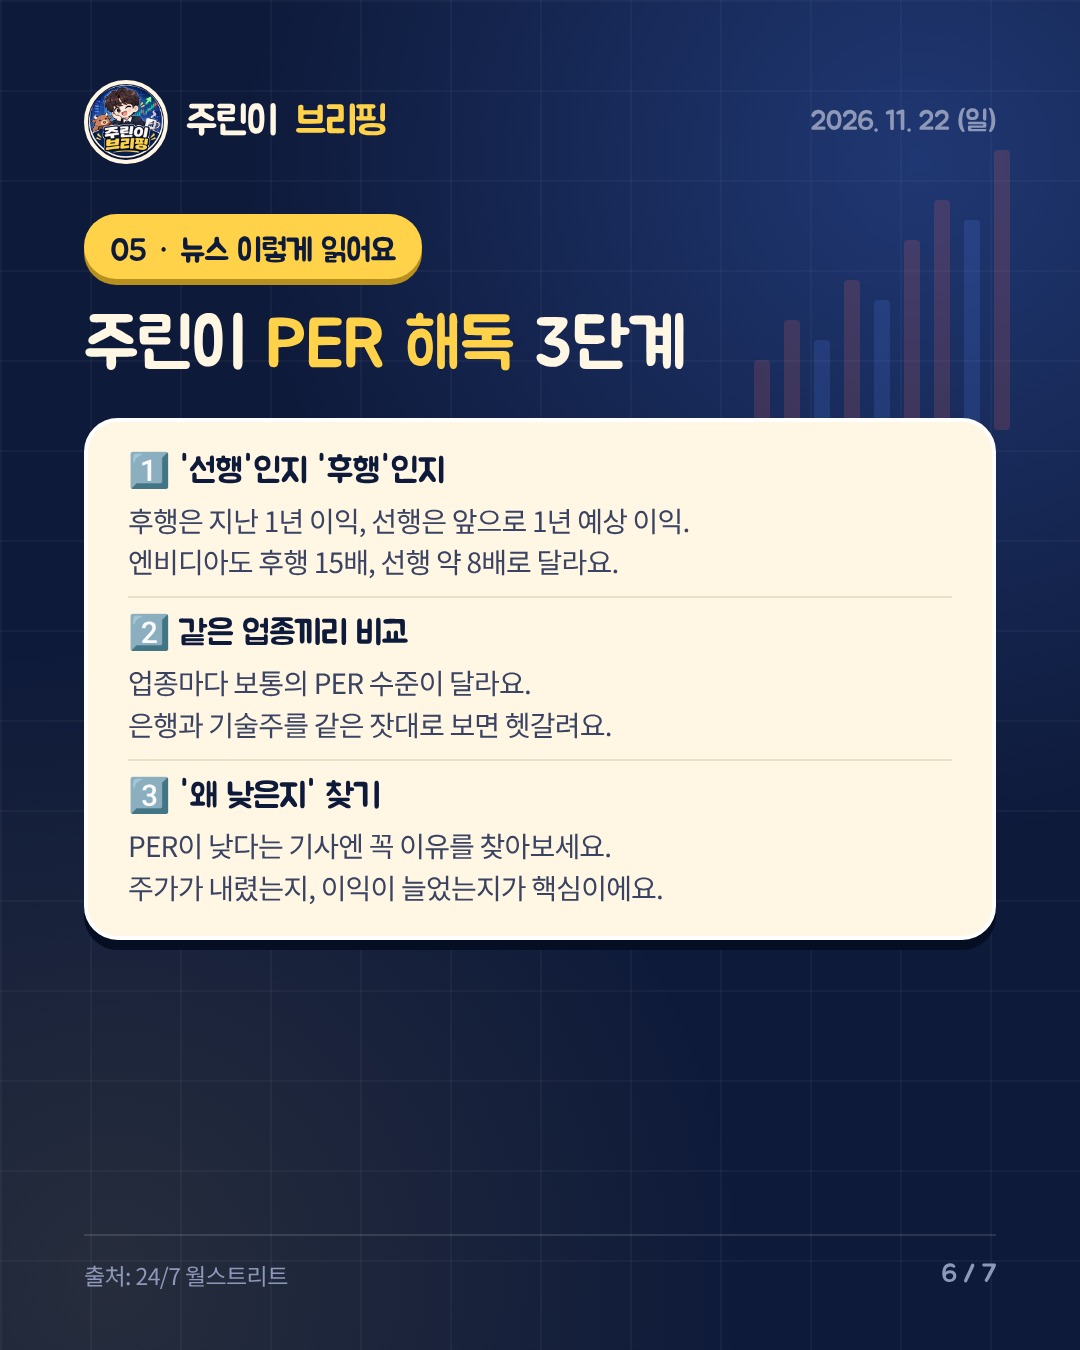 주린이
브리핑
주린이 브리핑
2026. 11. 22 (일)
05 · 뉴스 이렇게 읽어요
주린이 PER 해독 3단계
1 '선행'인지 '후행'인지
후행은 지난 1년 이익, 선행은 앞으로 1년 예상 이익.
엔비디아도 후행 15배, 선행 약 8배로 달라요.
2 같은 업종끼리 비교
업종마다 보통의 PER 수준이 달라요.
은행과 기술주를 같은 잣대로 보면 헷갈려요.
3 '왜 낮은지' 찾기
PER이 낮다는 기사엔 꼭 이유를 찾아보세요.
주가가 내렸는지, 이익이 늘었는지가 핵심이에요.
출처: 24/7 월스트리트
6 / 7